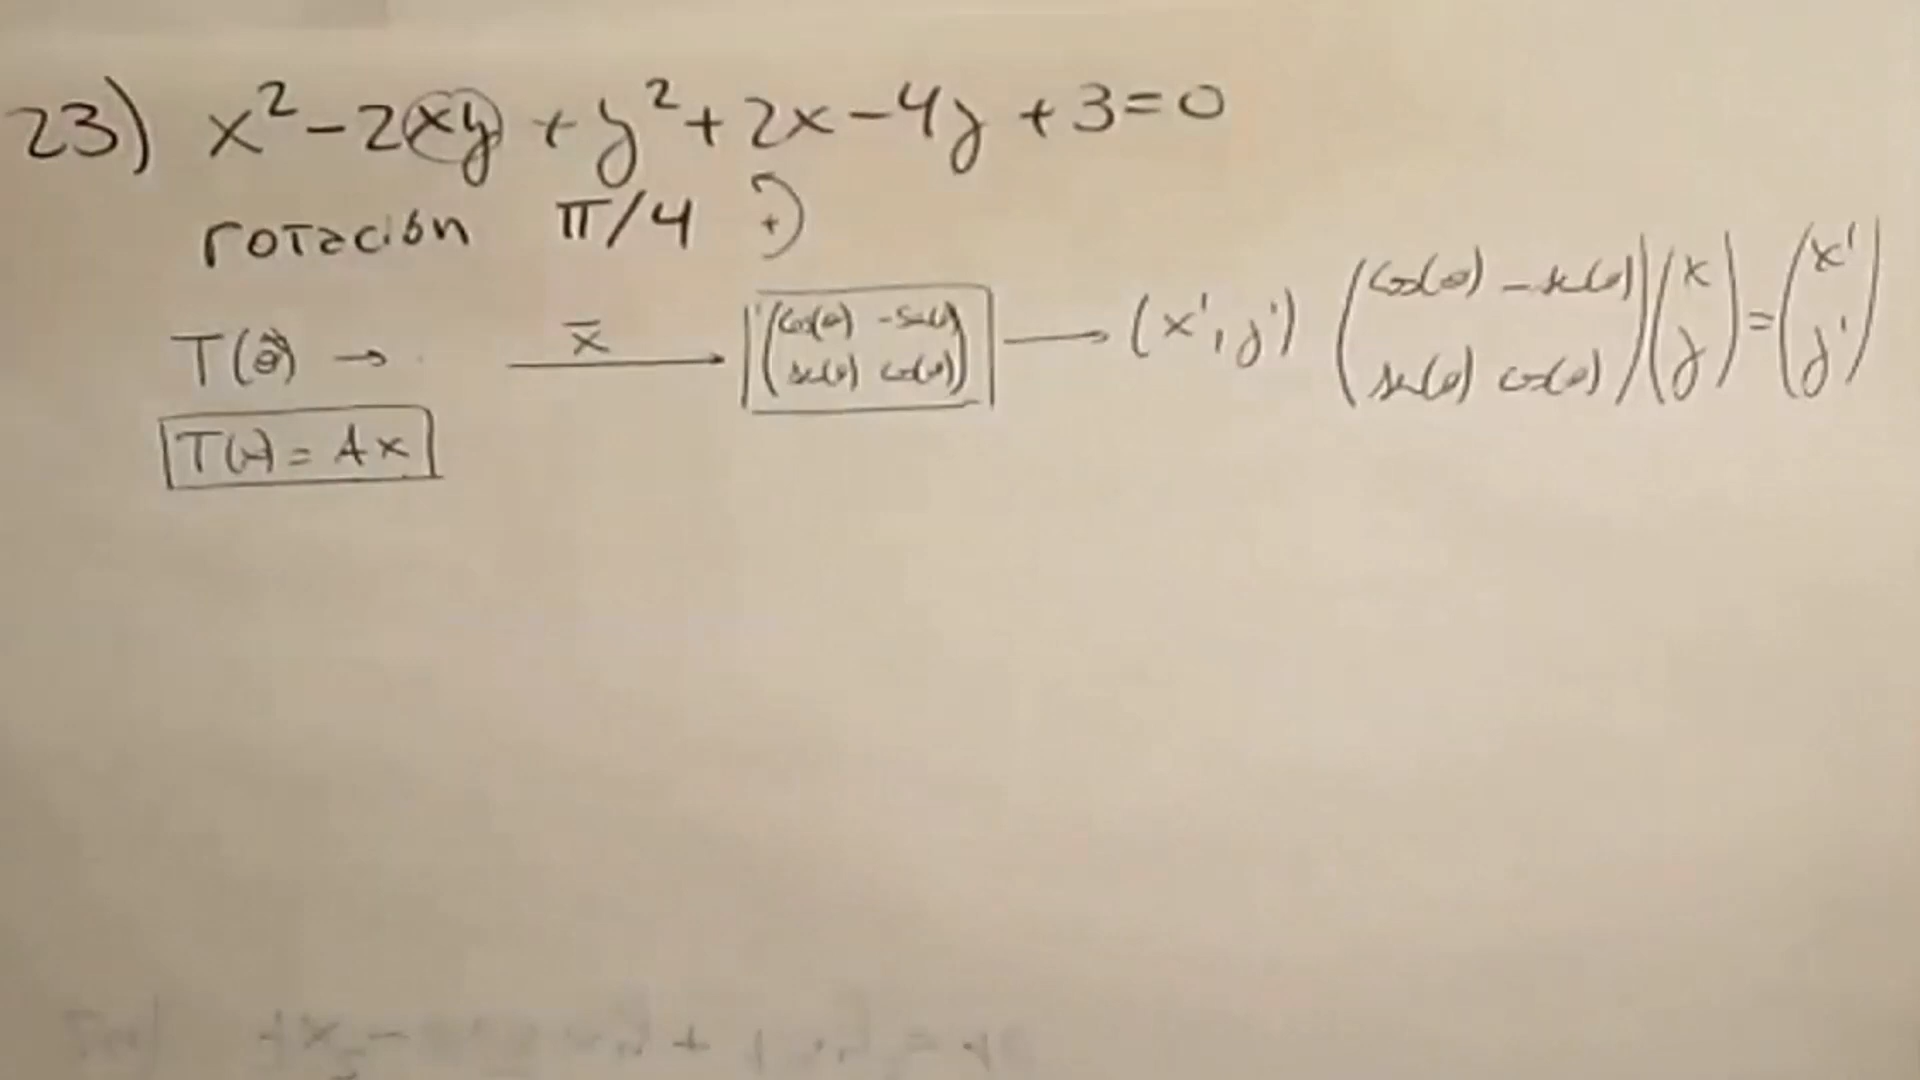 23) x² - 2xy + y² + 2x - 4y + 3 = 0
rotación π/4 +
T(θ) → x̄ → (cos(θ) -sen(θ) sen(θ) cos(θ)) → (x', y') (cos(θ) -sen(θ) sen(θ) cos(θ)) (x y) = (x' y')
T(x) = Ax